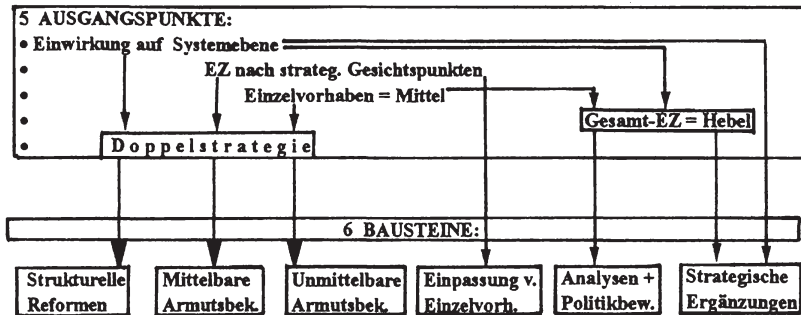 5 AUSGANGSPUNKTE:
• Einwirkung auf Systemebene
• EZ nach strateg. Gesichtspunkten
• Einzelvorhaben = Mittel
• Gesamt-EZ = Hebel
• Doppelstrategie
6 BAUSTEINE:
Strukturelle
Reformen
Mittelbare
Armutsbek.
Unmittelbare
Armutsbek.
Einpassung v.
Einzelvorh.
Analysen +
Politikbew.
Strategische
Ergänzungen